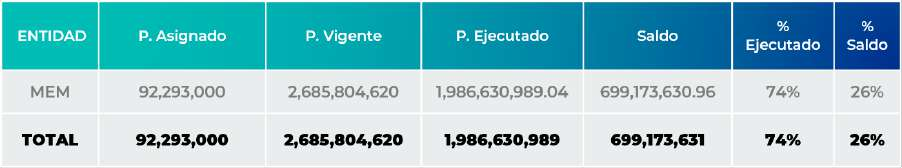 ENTIDAD P. Asignado P. Vigente P. Ejecutado Saldo % Ejecutado % Saldo
MEM 92,293,000 2,685,804,620 1,986,630,989.04 699,173,630.96 74% 26%
TOTAL 92,293,000 2,685,804,620 1,986,630,989 699,173,631 74% 26%